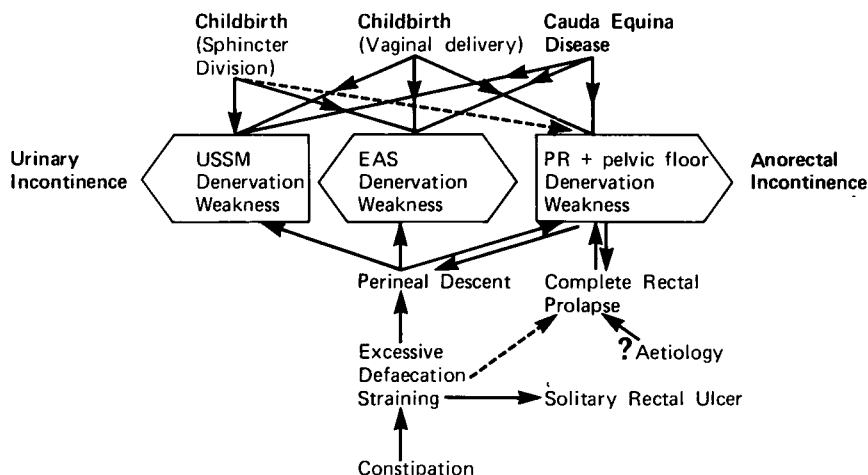 Childbirth
(Sphincter
Division)
Childbirth
(Vaginal delivery)
Cauda Equina
Disease
Urinary
Incontinence
USSM
Denervation
Weakness
EAS
Denervation
Weakness
PR + pelvic floor
Denervation
Weakness
Anorectal
Incontinence
Perineal Descent
Complete Rectal
Prolapse
Excessive
Defaecation
Straining
? Aetiology
Solitary Rectal Ulcer
Constipation